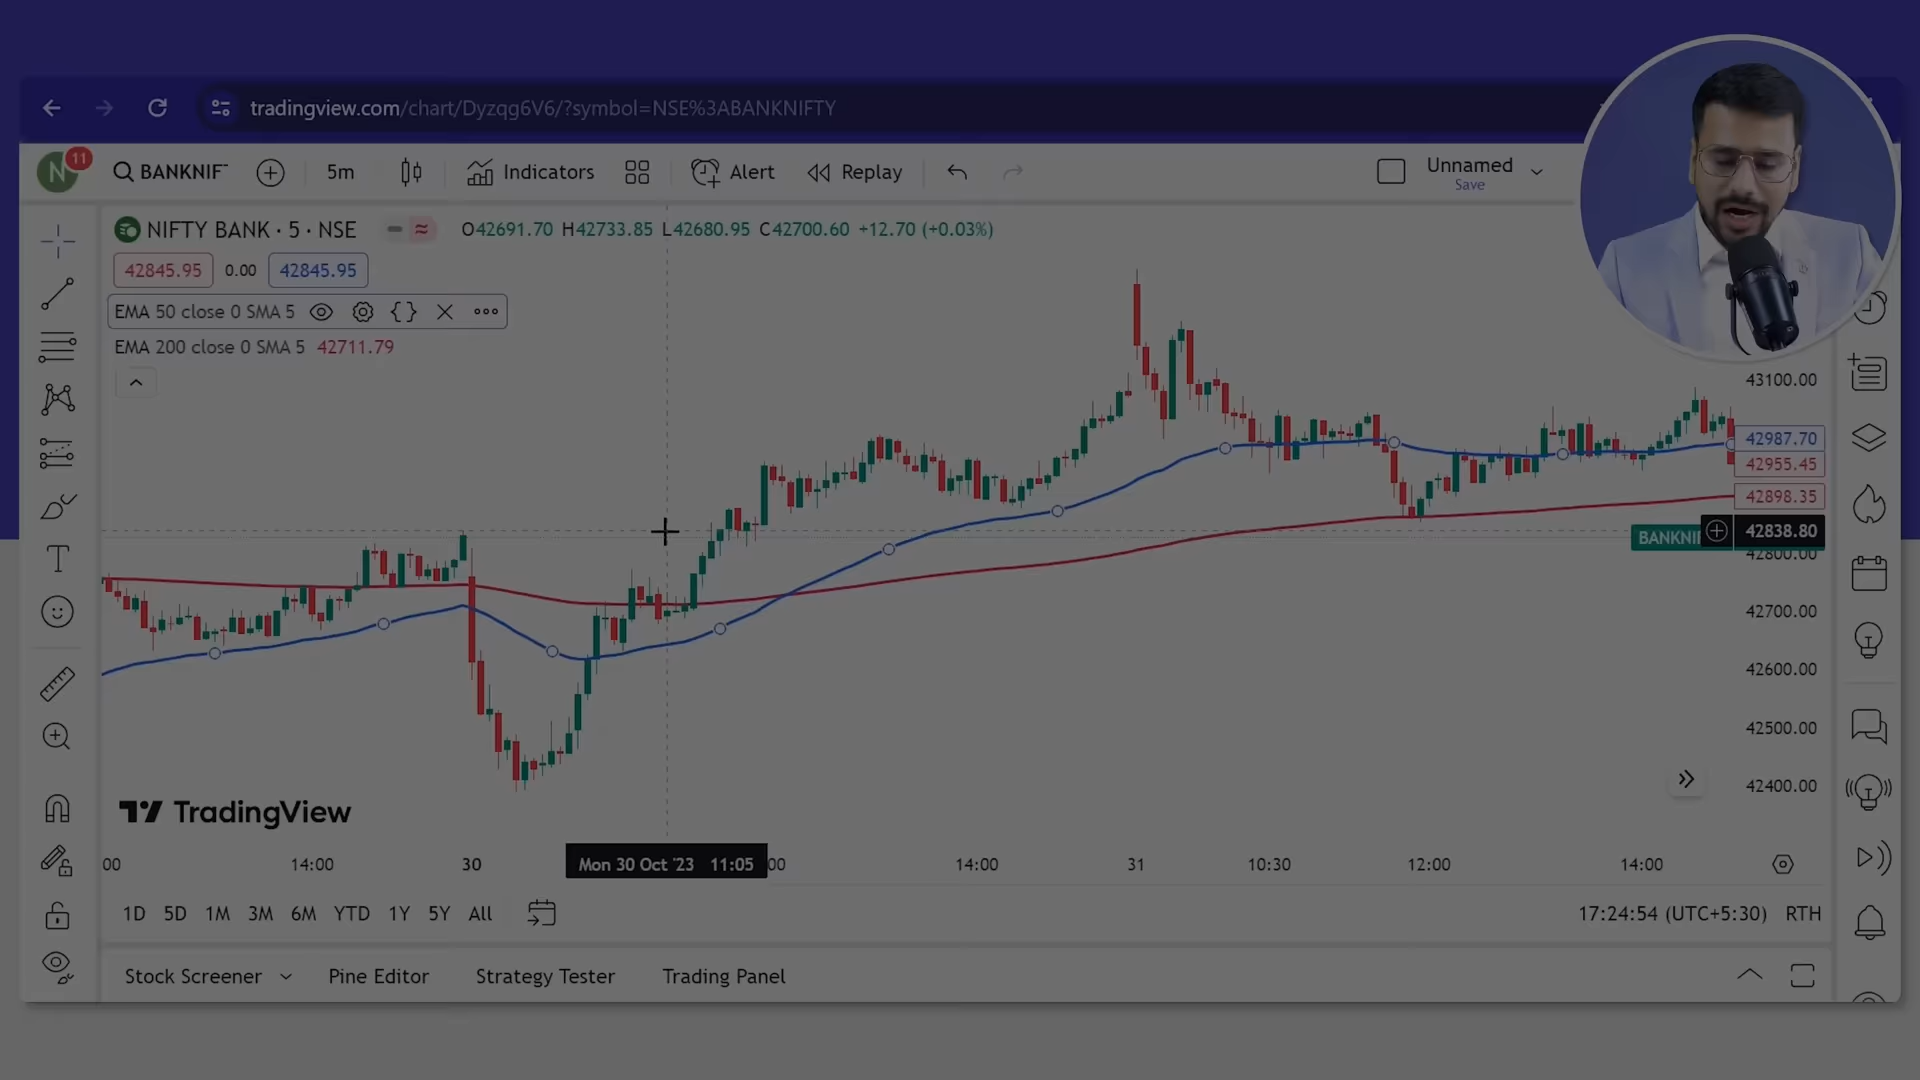 tradingview.com/chart/Dyzqg6V6/?symbol=NSE%3ABANKNIFTY
N
11
BANKNIF
5m
Indicators
Alert
Replay
Unnamed
Save
NIFTY BANK · 5 · NSE
O42691.70 H42733.85 L42680.95 C42700.60 +12.70 (+0.03%)
42845.95 0.00 42845.95
EMA 50 close 0 SMA 5
EMA 200 close 0 SMA 5 42711.79
43100.00
42987.70
42955.45
42898.35
BANKNI
42838.80
42800.00
42700.00
42600.00
42500.00
42400.00
TradingView
:00
14:00
30
Mon 30 Oct '23 11:05
:00
14:00
31
10:30
12:00
14:00
1D 5D 1M 3M 6M YTD 1Y 5Y All
17:24:54 (UTC+5:30) RTH
Stock Screener
Pine Editor
Strategy Tester
Trading Panel